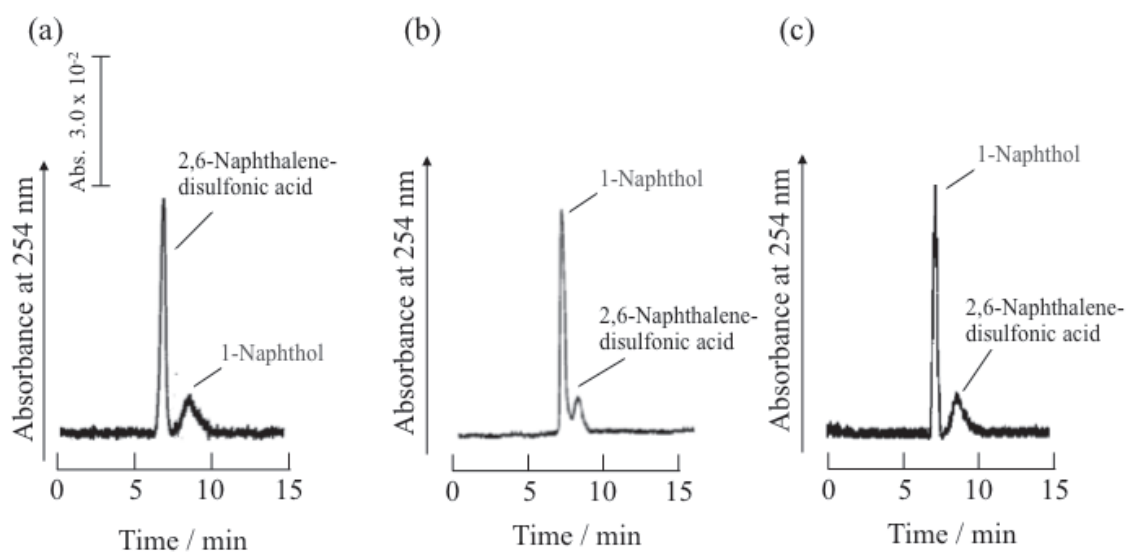 (a)
Abs. 3.0 x 10⁻²
Absorbance at 254 nm
2,6-Naphthalene-
disulfonic acid
1-Naphthol
0 5 10 15
Time / min
(b)
Absorbance at 254 nm
1-Naphthol
2,6-Naphthalene-
disulfonic acid
0 5 10 15
Time / min
(c)
Absorbance at 254 nm
1-Naphthol
2,6-Naphthalene-
disulfonic acid
0 5 10 15
Time / min